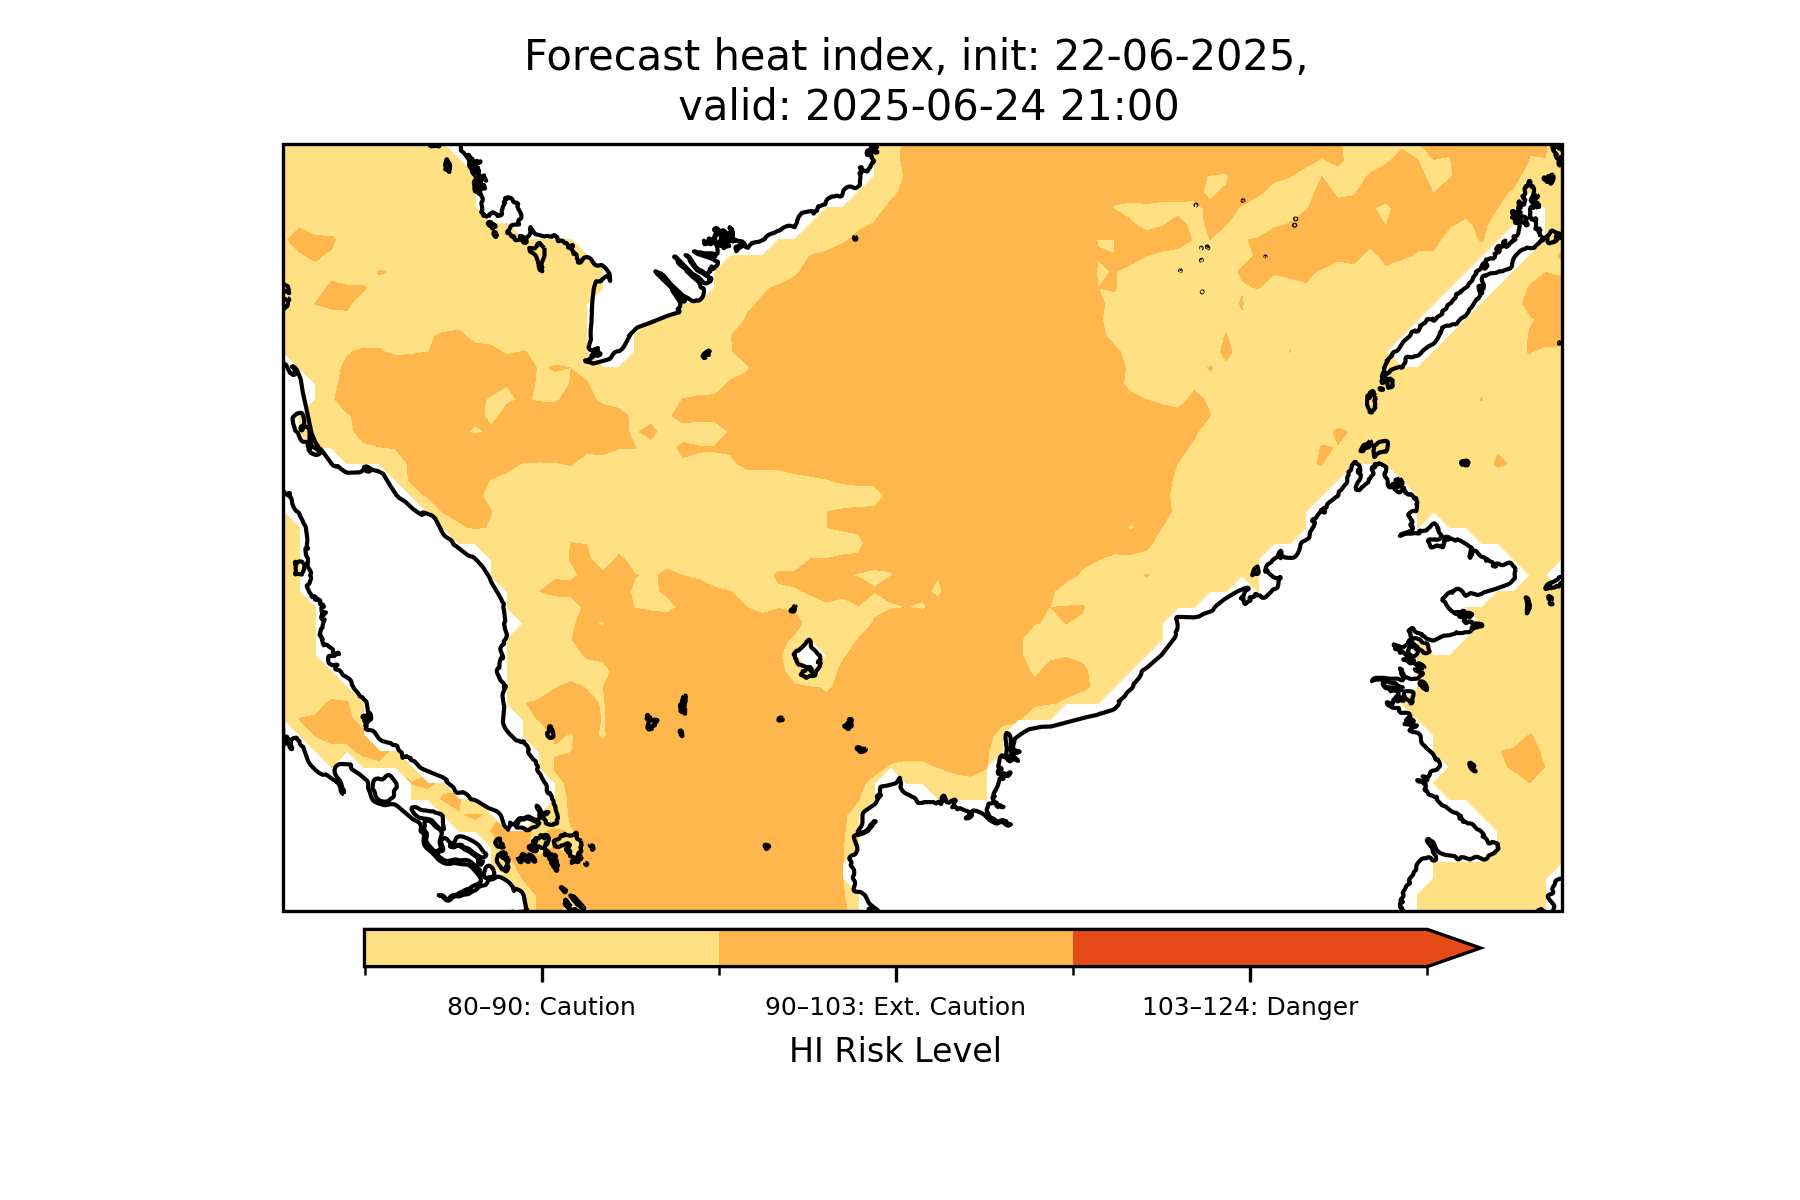 Forecast heat index, init: 22-06-2025,
valid: 2025-06-24 21:00
80–90: Caution
90–103: Ext. Caution
103–124: Danger
HI Risk Level